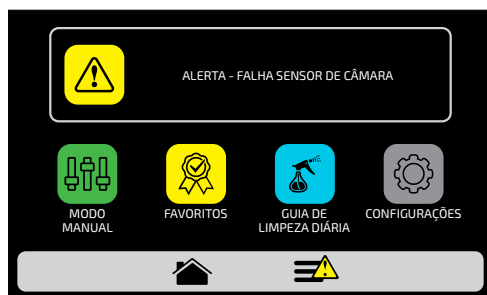 ALERTA - FALHA SENSOR DE CÂMARA
MODO
MANUAL
FAVORITOS
GUIA DE
LIMPEZA DIÁRIA
CONFIGURAÇÕES